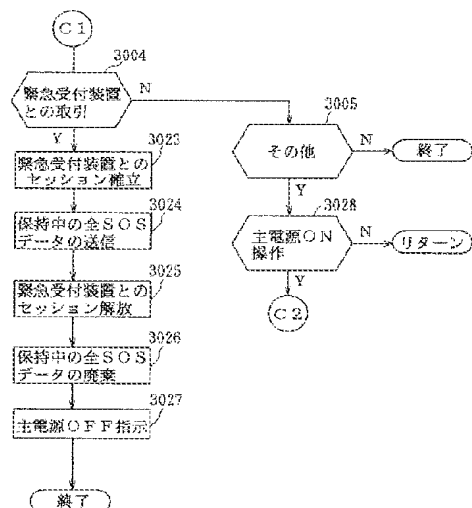 C1
3004
緊急受付装置
との取引
N
Y
3005
その他
N
終了
Y
3023
緊急受付装置との
セッション確立
3024
保持中の全SOS
データの送信
3025
緊急受付装置との
セッション解放
3026
保持中の全SOS
データの廃棄
3027
主電源OFF指示
終了
3028
主電源ON
操作
N
リターン
Y
C2